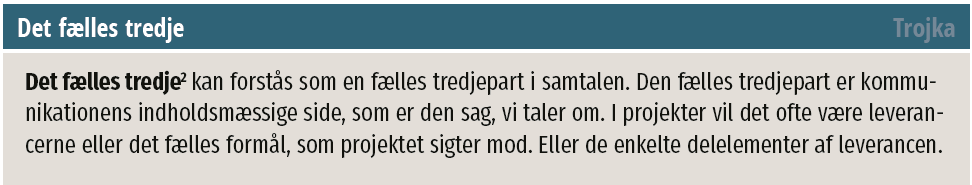 Det fælles tredje Trojka
Det fælles tredje² kan forstås som en fælles tredjepart i samtalen. Den fælles tredjepart er kommu-
nikationens indholdsmæssige side, som er den sag, vi taler om. I projekter vil det ofte være leveran-
cerne eller det fælles formål, som projektet sigter mod. Eller de enkelte delelementer af leverancen.